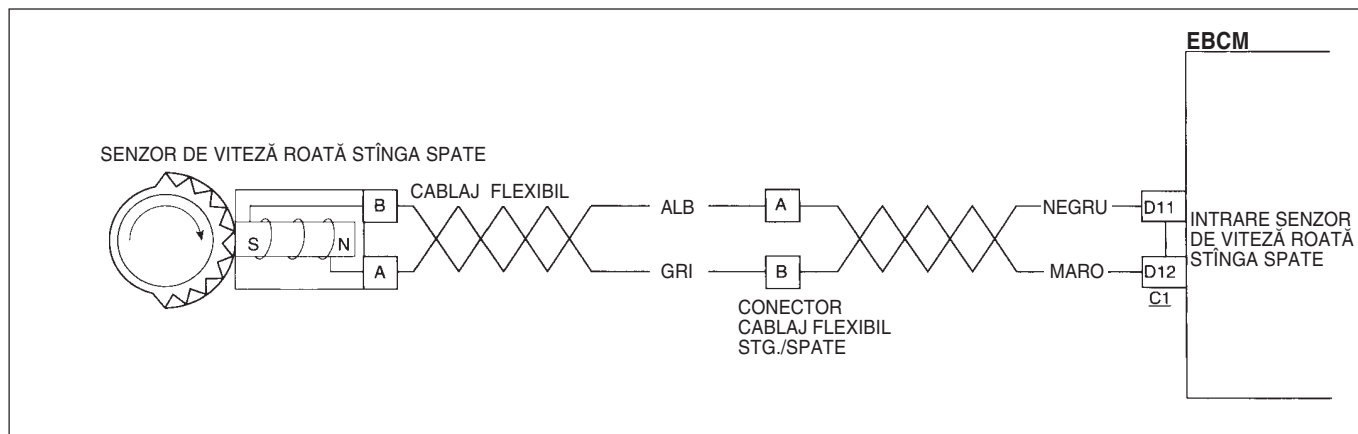 EBCM
SENZOR DE VITEZĂ ROATĂ STÎNGA SPATE
S
N
B
A
CABLAJ FLEXIBIL
ALB
GRI
A
B
CONECTOR
CABLAJ FLEXIBIL
STG./SPATE
NEGRU
MARO
D11
D12
C1
INTRARE SENZOR
DE VITEZĂ ROATĂ
STÎNGA SPATE